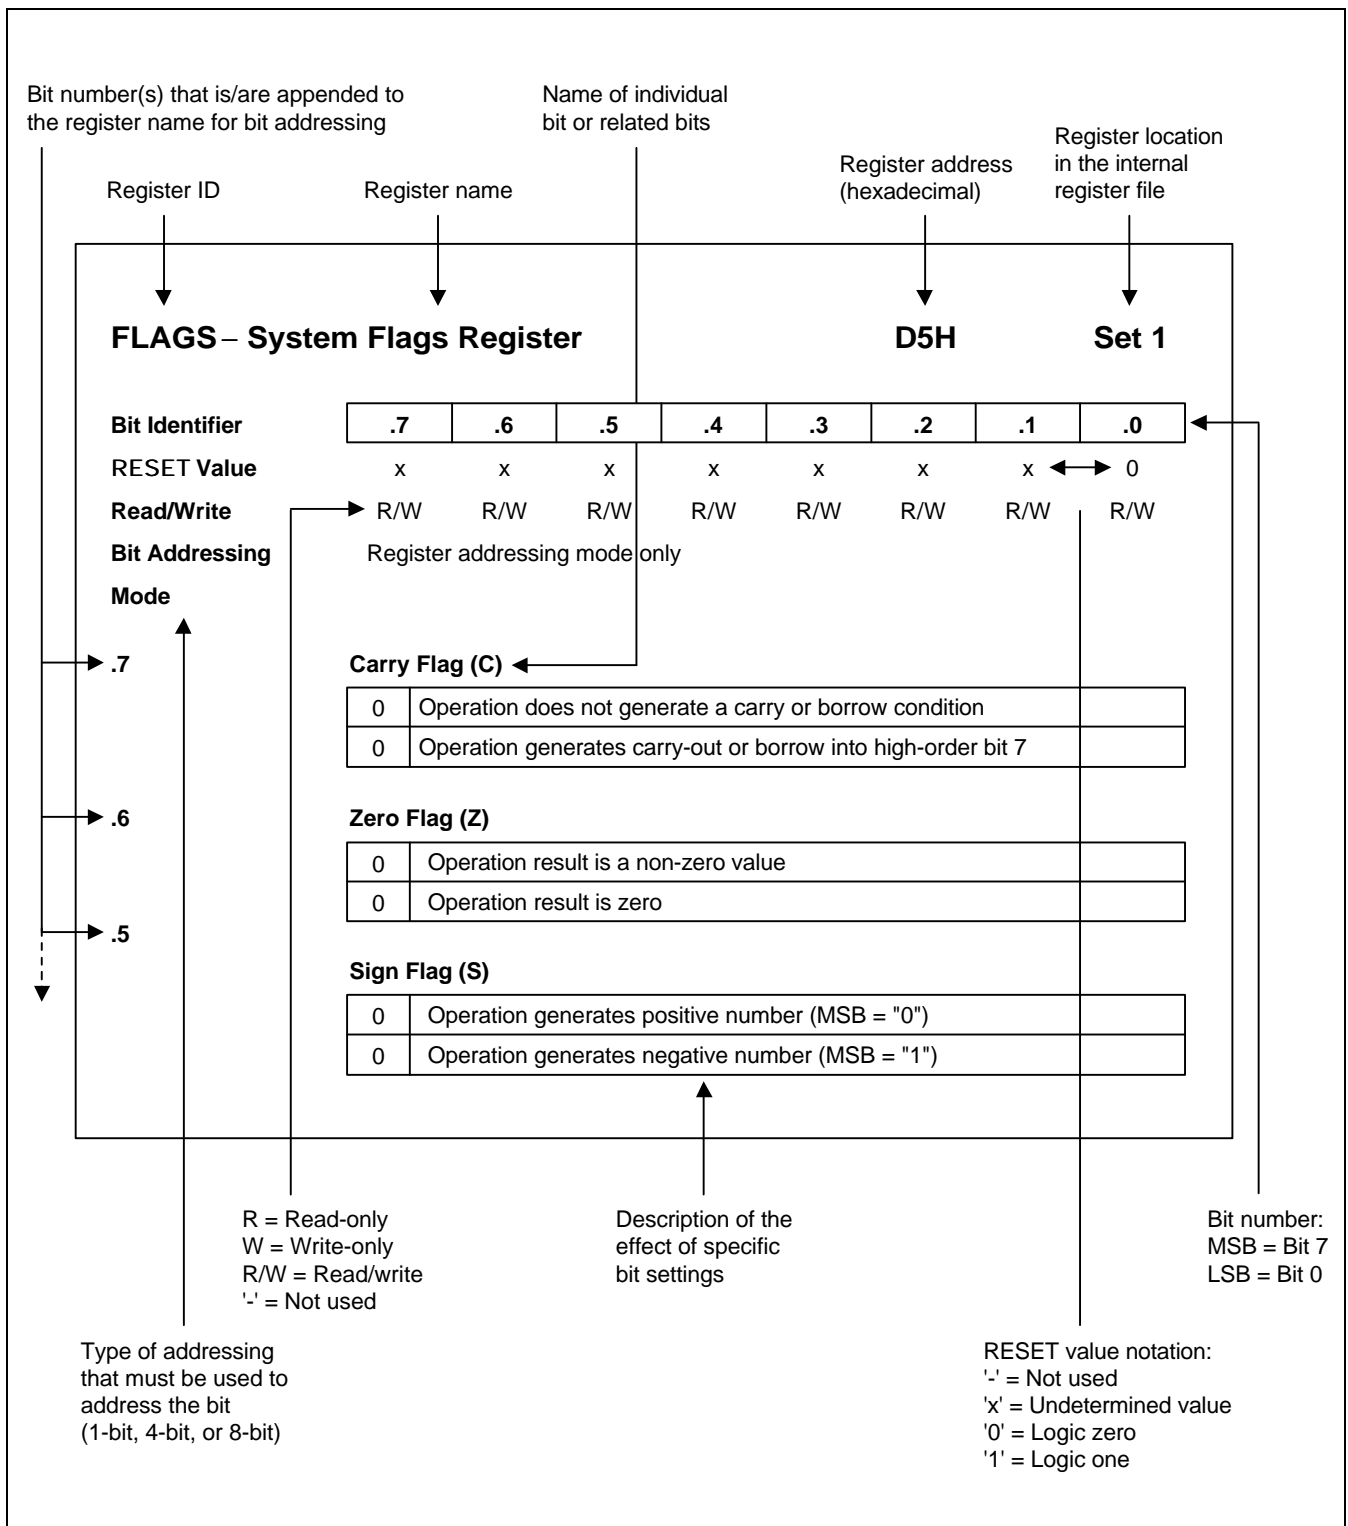 Bit number(s) that is/are appended to
the register name for bit addressing
Name of individual
bit or related bits
Register location
in the internal
register file
Register address
(hexadecimal)
Register ID
Register name
FLAGS – System Flags Register D5H Set 1
Bit Identifier .7 .6 .5 .4 .3 .2 .1 .0
RESET Value x x x x x x x 0
Read/Write R/W R/W R/W R/W R/W R/W R/W R/W
Bit Addressing Register addressing mode only
Mode
.7 Carry Flag (C)
0 Operation does not generate a carry or borrow condition
0 Operation generates carry-out or borrow into high-order bit 7
.6 Zero Flag (Z)
0 Operation result is a non-zero value
0 Operation result is zero
.5
Sign Flag (S)
0 Operation generates positive number (MSB = "0")
0 Operation generates negative number (MSB = "1")
R = Read-only
W = Write-only
R/W = Read/write
'-' = Not used
Description of the
effect of specific
bit settings
Bit number:
MSB = Bit 7
LSB = Bit 0
Type of addressing
that must be used to
address the bit
(1-bit, 4-bit, or 8-bit)
RESET value notation:
'-' = Not used
'x' = Undetermined value
'0' = Logic zero
'1' = Logic one